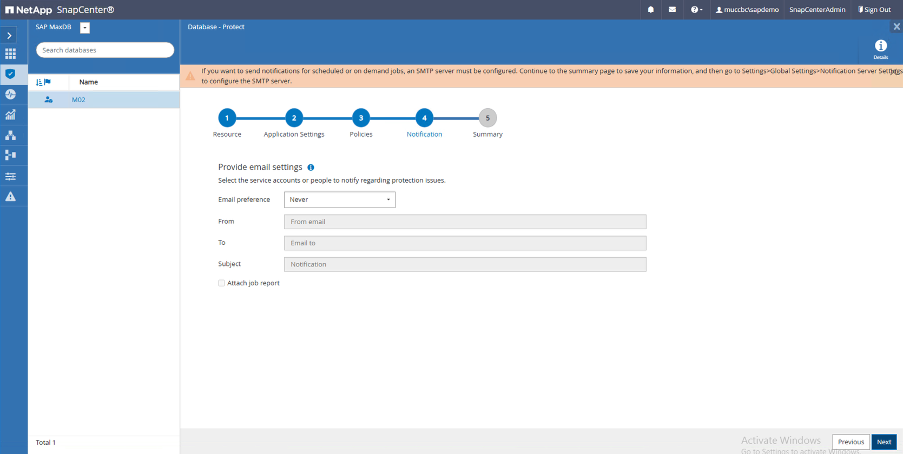 NetApp SnapCenter®
muccbc\sapdemo SnapCenterAdmin Sign Out
SAP MaxDB
Search databases
Name
M02
Total 1
Database - Protect
Details
If you want to send notifications for scheduled or on demand jobs, an SMTP server must be configured. Continue to the summary page to save your information, and then go to Settings>Global Settings>Notification Server Settings
to configure the SMTP server.
1 2 3 4 5
Resource Application Settings Policies Notification Summary
Provide email settings
Select the service accounts or people to notify regarding protection issues.
Email preference Never
From From email
To Email to
Subject Notification
Attach job report
Activate Windows
Go to Settings to activate Windows.
Previous Next